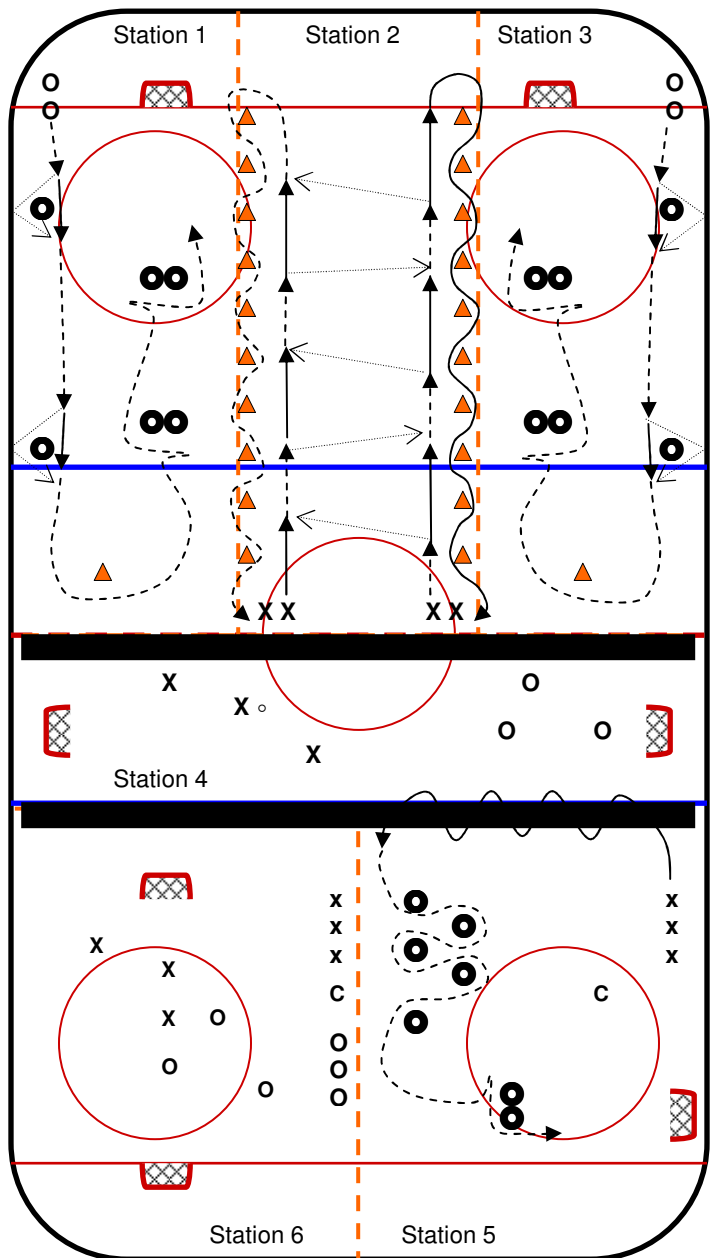 Station 1 Station 2 Station 3
O O
O O
X X X X
X O
X
O O
X
Station 4
x x
x x
X x x
X
C C
X O
O
O O
O O
O
Station 6 Station 5